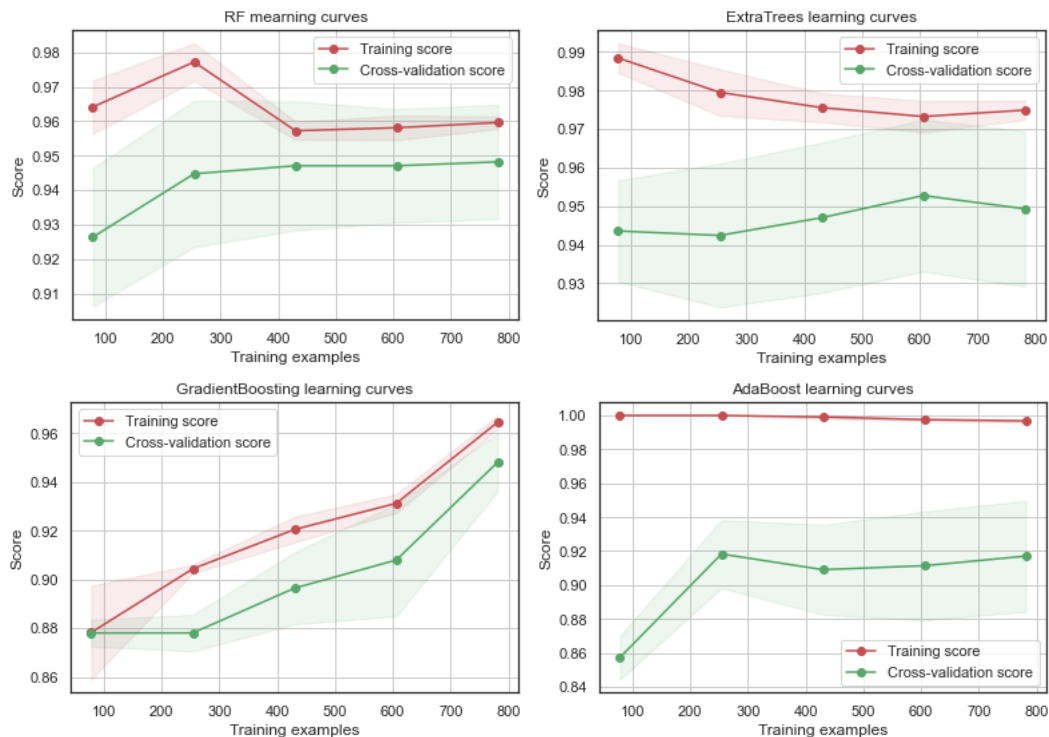 RF mearning curves
0.98
0.97
0.96
0.95
0.94
0.93
0.92
0.91
Score
Training score
Cross-validation score
100 200 300 400 500 600 700 800
Training examples
ExtraTrees learning curves
0.99
0.98
0.97
0.96
0.95
0.94
0.93
Score
Training score
Cross-validation score
100 200 300 400 500 600 700 800
Training examples
GradientBoosting learning curves
0.96
0.94
0.92
0.90
0.88
0.86
Score
Training score
Cross-validation score
100 200 300 400 500 600 700 800
Training examples
AdaBoost learning curves
1.00
0.98
0.96
0.94
0.92
0.90
0.88
0.86
0.84
Score
Training score
Cross-validation score
100 200 300 400 500 600 700 800
Training examples